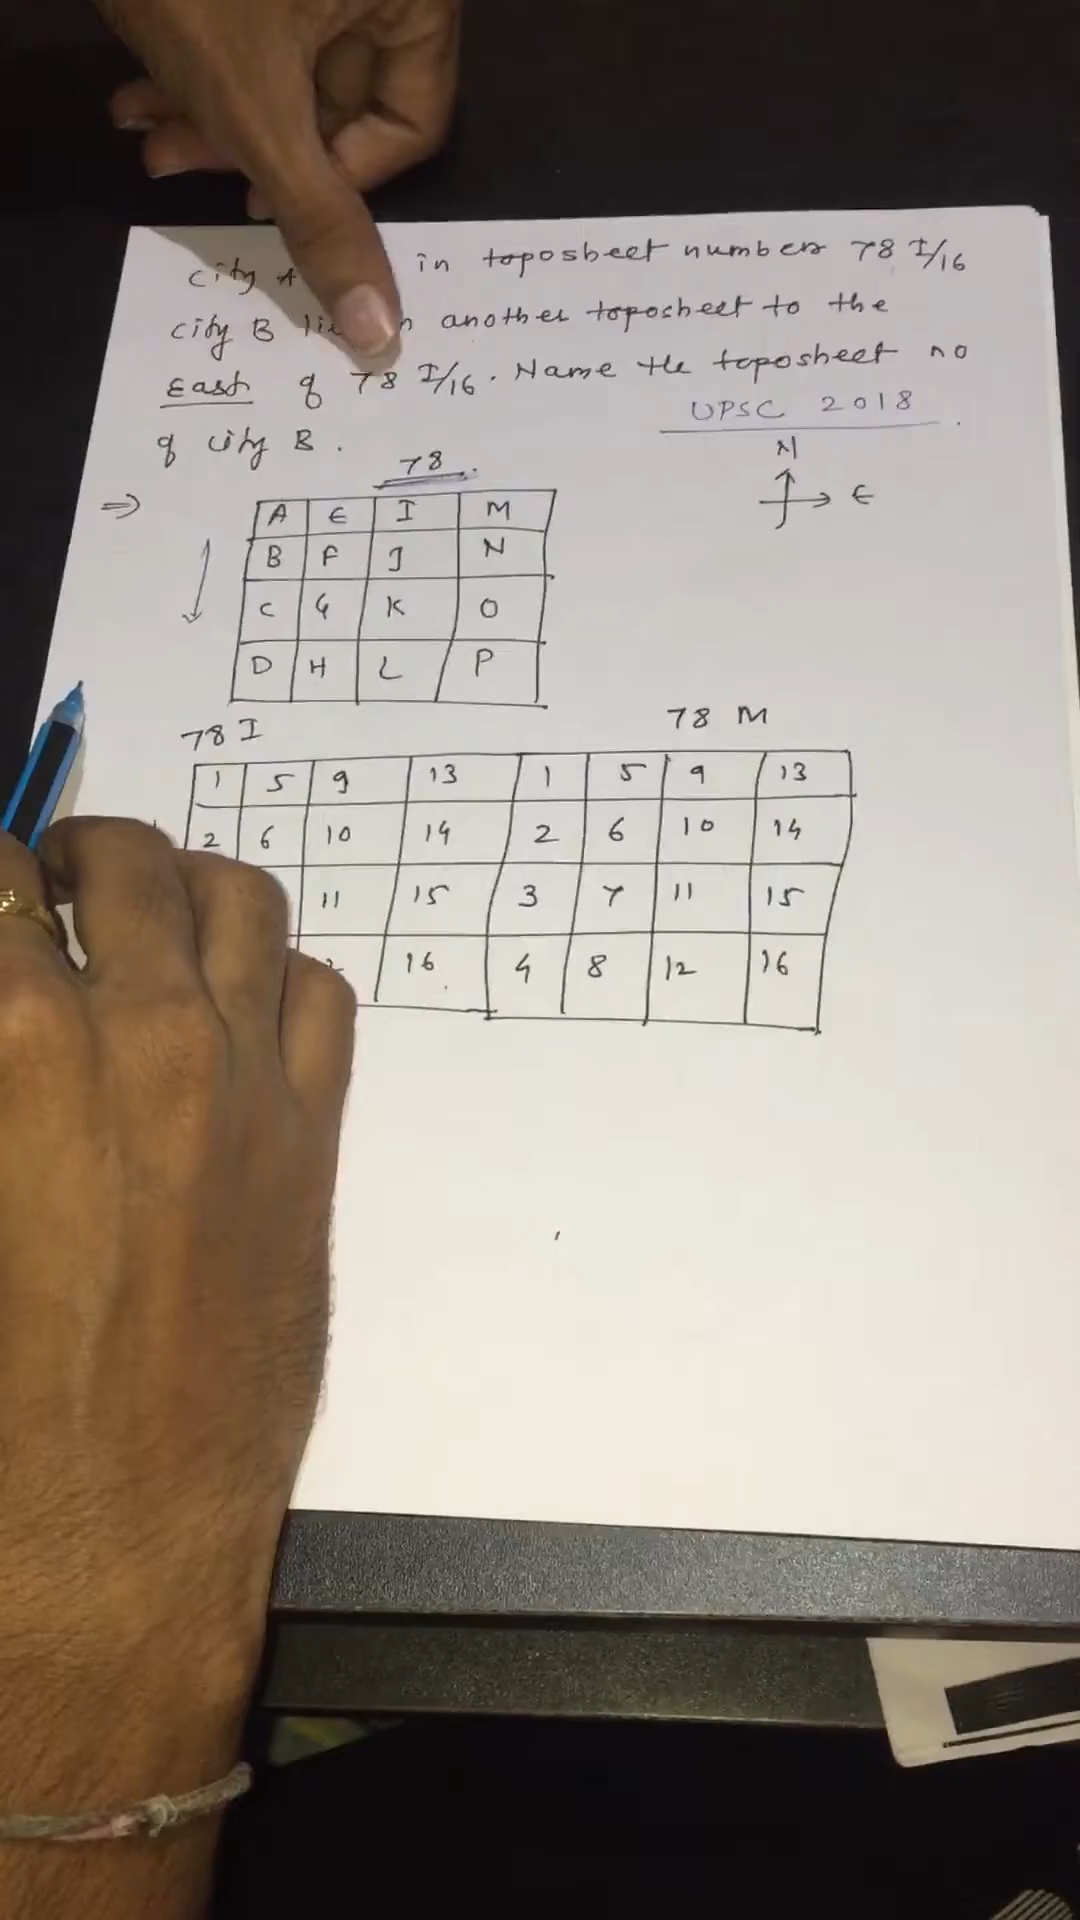 city A in toposheet number 78 I/16
city B in another toposheet to the
East of 78 I/16. Name the toposheet no
UPSC 2018
of city B.
N
78
⇒
E
A E I M
B F J N
C G K O
D H L P
78 I
78 M
1 5 9 13 1 5 9 13
2 6 10 14 2 6 10 14
11 15 3 7 11 15
16 4 8 12 16